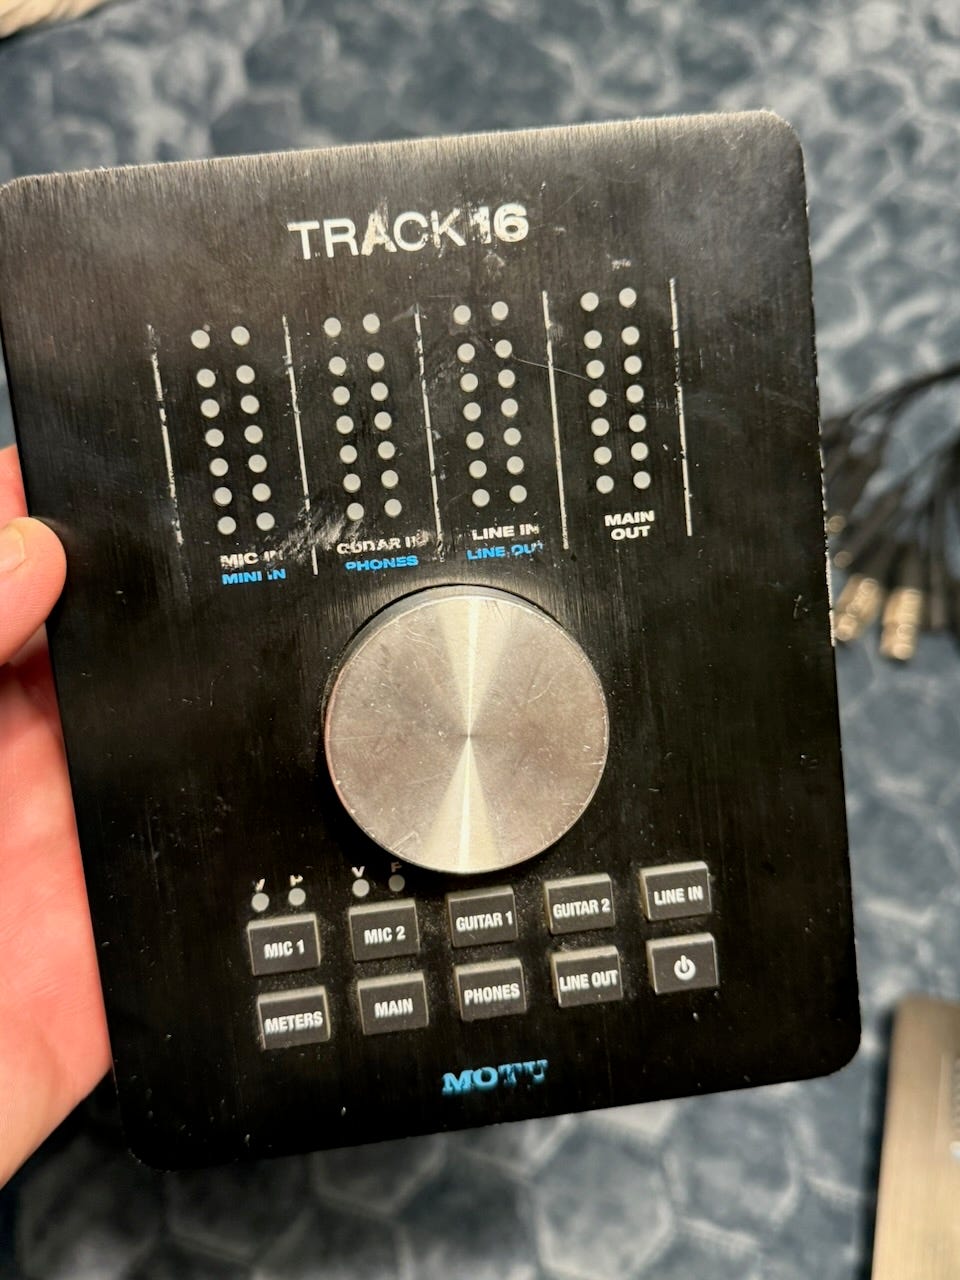 TRACK16
MIC IN
MINI IN
GUITAR IN
PHONES
LINE IN
LINE OUT
MAIN
OUT
V P
V P
MIC 1
MIC 2
GUITAR 1
GUITAR 2
LINE IN
METERS
MAIN
PHONES
LINE OUT
MOTU